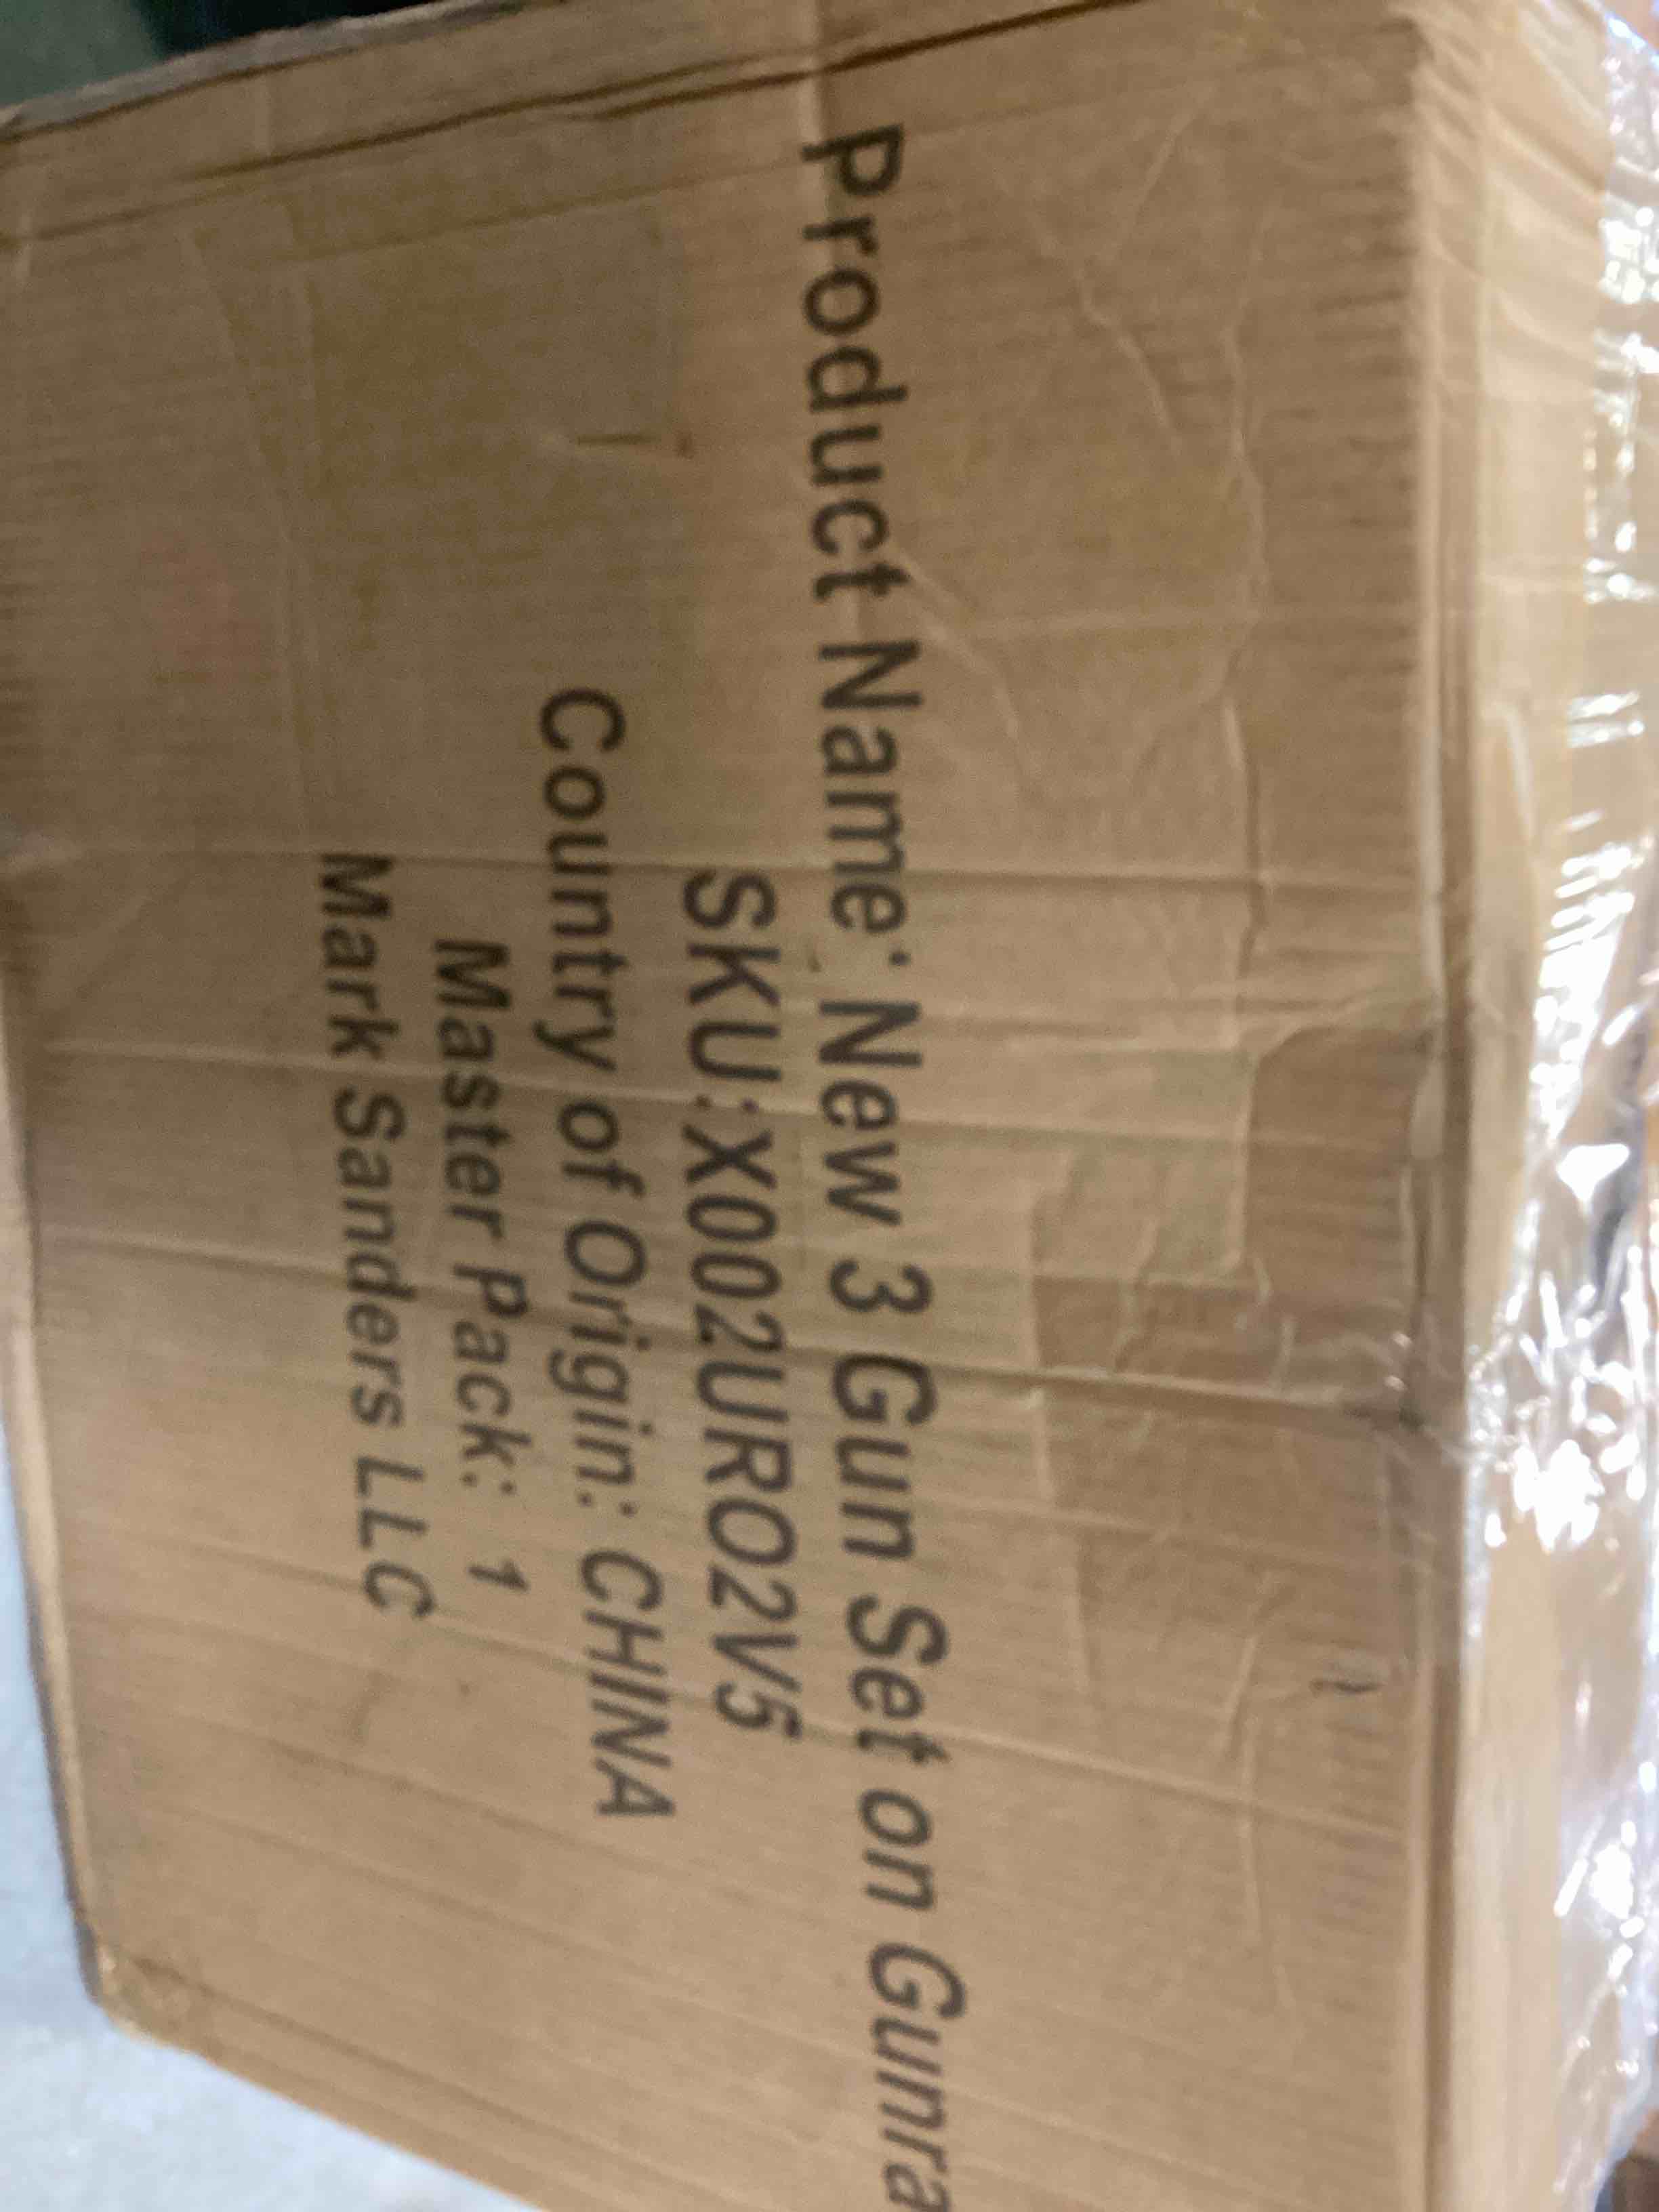 Product Name: New 3 Gun Set on Gunra
SKU:X002URO2V5
Country of Origin: CHINA
Master Pack: 1
Mark Sanders LLC